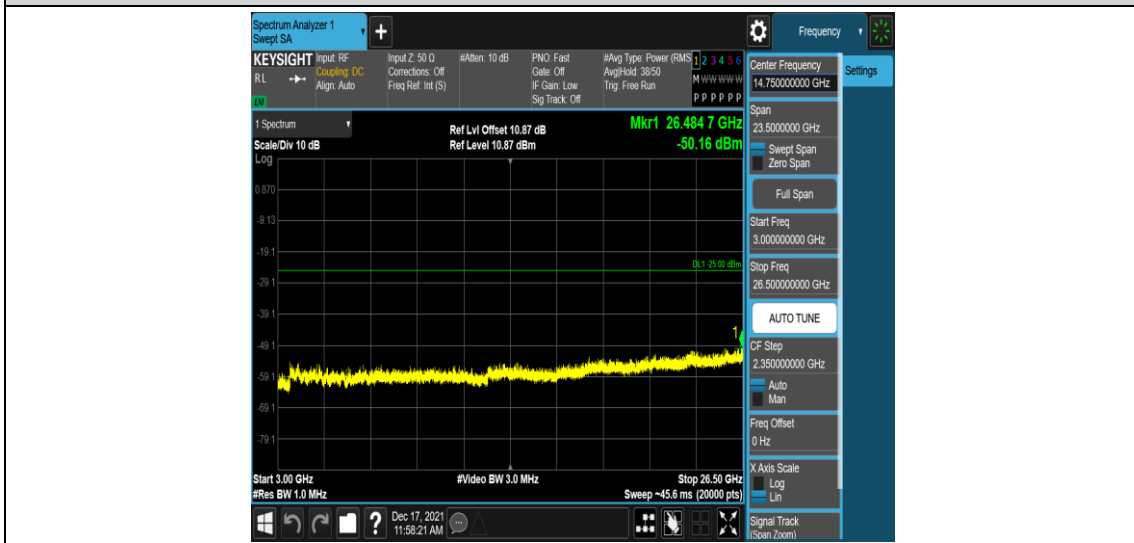 Spectrum Analyzer 1
Swept SA
+
Frequency
KEYSIGHT
RL
LXI
Input: RF
Coupling: DC
Align: Auto
Input Z: 50 Ω
Corrections: Off
Freq Ref: Int (S)
#Atten: 10 dB
PNO: Fast
Gate: Off
IF Gain: Low
Sig Track: Off
#Avg Type: Power (RMS
Avg|Hold: 38/50
Trig: Free Run
1 2 3 4 5 6
M W W W W W
P P P P P P
1 Spectrum
Scale/Div 10 dB
Log
Ref Lvl Offset 10.87 dB
Ref Level 10.87 dBm
Mkr1 26.484 7 GHz
-50.16 dBm
0.870
-9.13
-19.1
DL1 -25.00 dBm
-29.1
-39.1
1
-49.1
-59.1
-69.1
-79.1
Start 3.00 GHz
#Res BW 1.0 MHz
#Video BW 3.0 MHz
Stop 26.50 GHz
Sweep ~45.6 ms (20000 pts)
?
Dec 17, 2021
11:58:21 AM
Center Frequency
14.750000000 GHz
Settings
Span
23.5000000 GHz
Swept Span
Zero Span
Full Span
Start Freq
3.000000000 GHz
Stop Freq
26.500000000 GHz
AUTO TUNE
CF Step
2.350000000 GHz
Auto
Man
Freq Offset
0 Hz
X Axis Scale
Log
Lin
Signal Track
(Span Zoom)